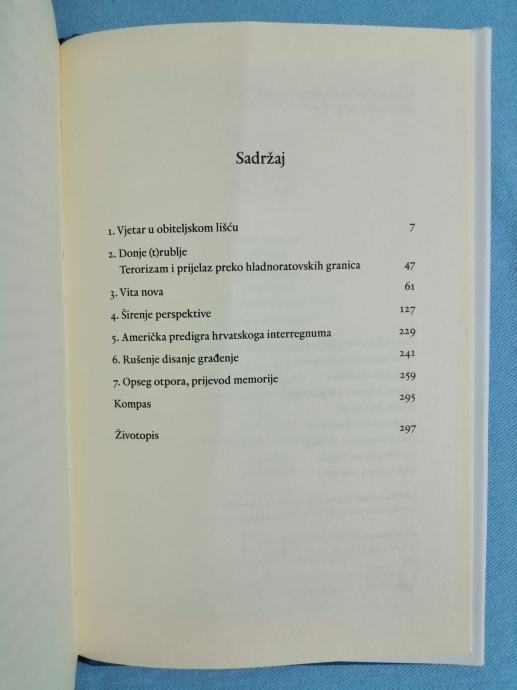 Sadržaj
1. Vjetar u obiteljskom lišću 7
2. Donje (t)rublje
Terorizam i prijelaz preko hladnoratovskih granica 47
3. Vita nova 61
4. Širenje perspektive 127
5. Američka predigra hrvatskoga interregnuma 229
6. Rušenje disanje građenje 241
7. Opseg otpora, prijevod memorije 259
Kompas 295
Životopis 297